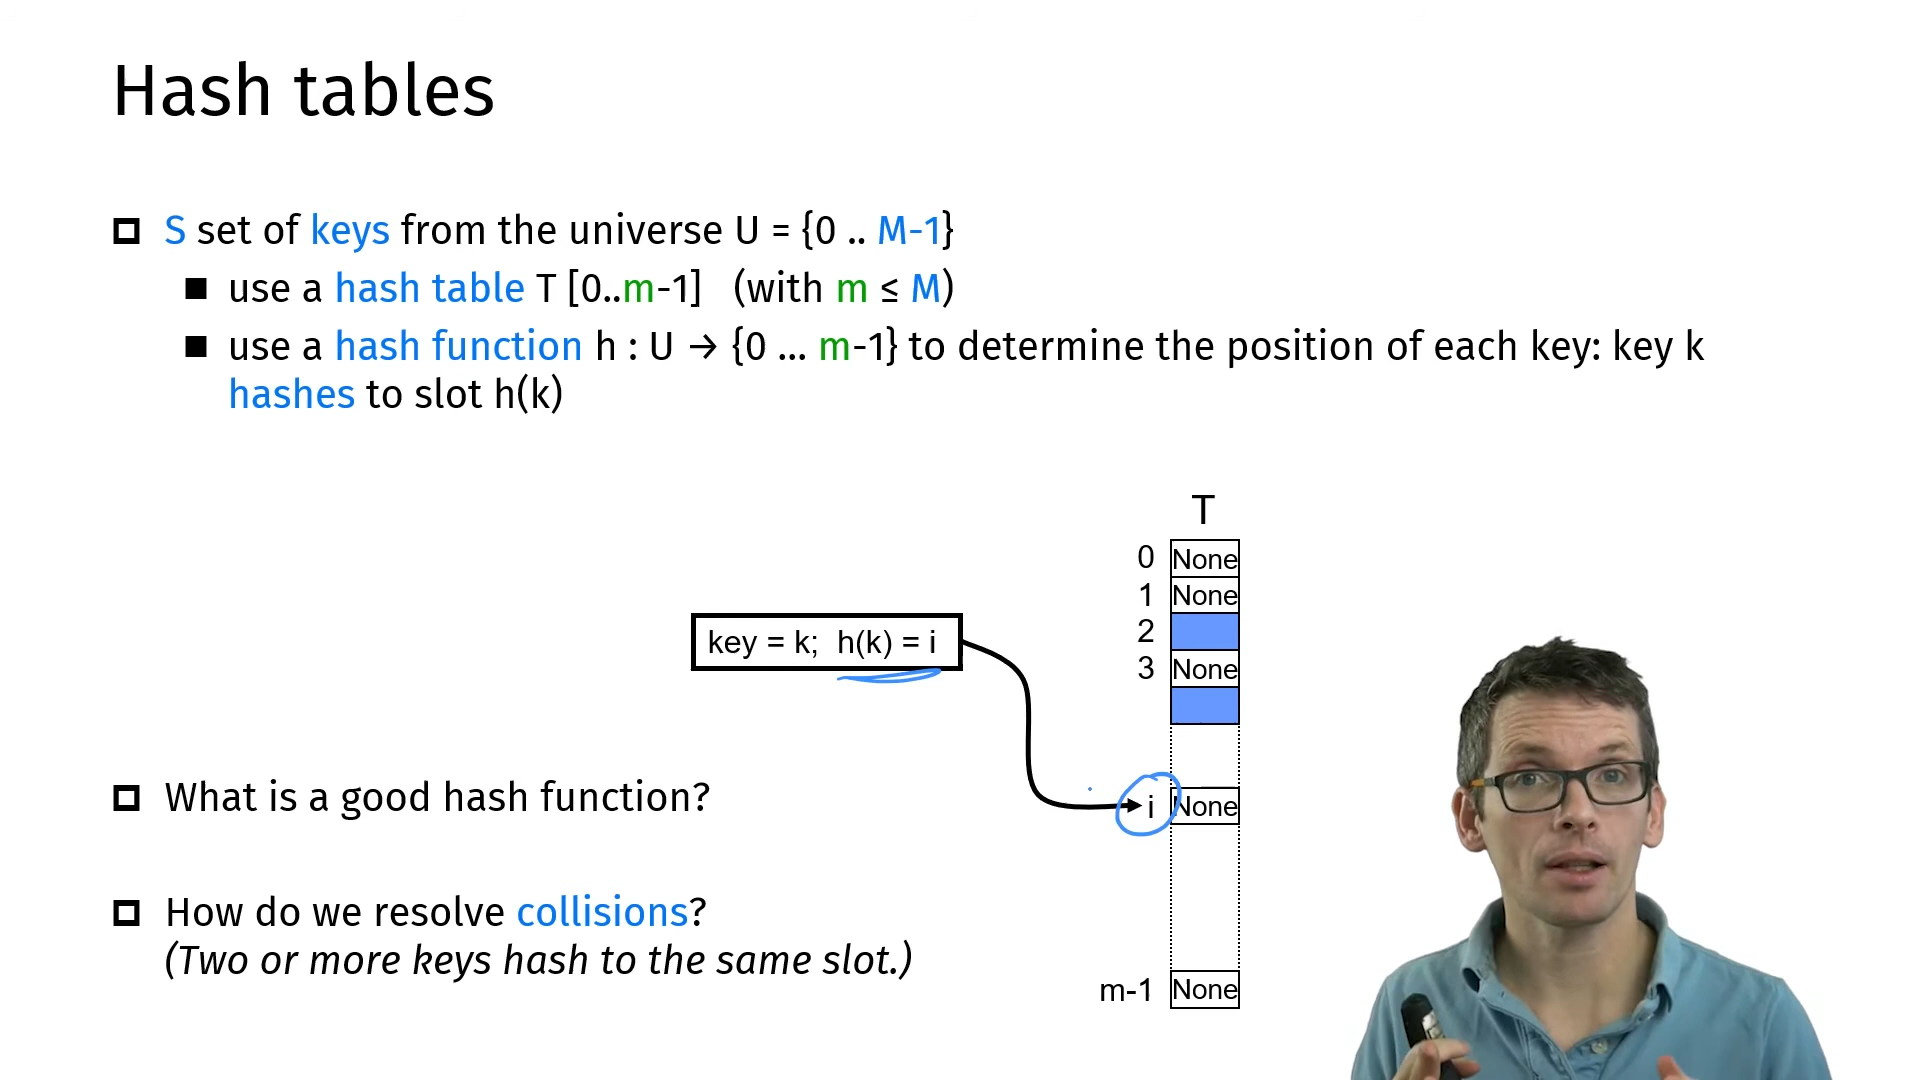 Hash tables
S set of keys from the universe U = {0 .. M-1}
use a hash table T [0..m-1] (with m ≤ M)
use a hash function h : U → {0 ... m-1} to determine the position of each key: key k
hashes to slot h(k)
T
0 None
1 None
2
3 None
key = k; h(k) = i
i None
m-1 None
What is a good hash function?
How do we resolve collisions?
(Two or more keys hash to the same slot.)